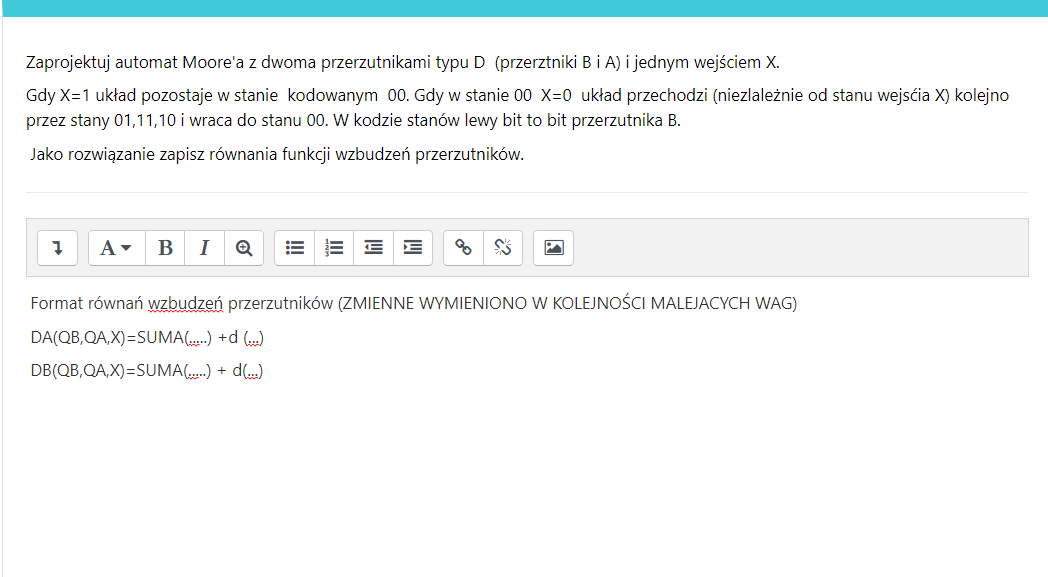 Zaprojektuj automat Moore'a z dwoma przerzutnikami typu D (przerztniki B i A) i jednym wejściem X.
Gdy X=1 układ pozostaje w stanie kodowanym 00. Gdy w stanie 00 X=0 układ przechodzi (niezlależnie od stanu wejsćia X) kolejno
przez stany 01,11,10 i wraca do stanu 00. W kodzie stanów lewy bit to bit przerzutnika B.
Jako rozwiązanie zapisz równania funkcji wzbudzeń przerzutników.
A B I
Format równań wzbudzeń przerzutników (ZMIENNE WYMIENIONO W KOLEJNOŚCI MALEJACYCH WAG)
DA(QB,QA,X)=SUMA(,,,..) +d (,,,)
DB(QB,QA,X)=SUMA(,,,..) + d(,,,)